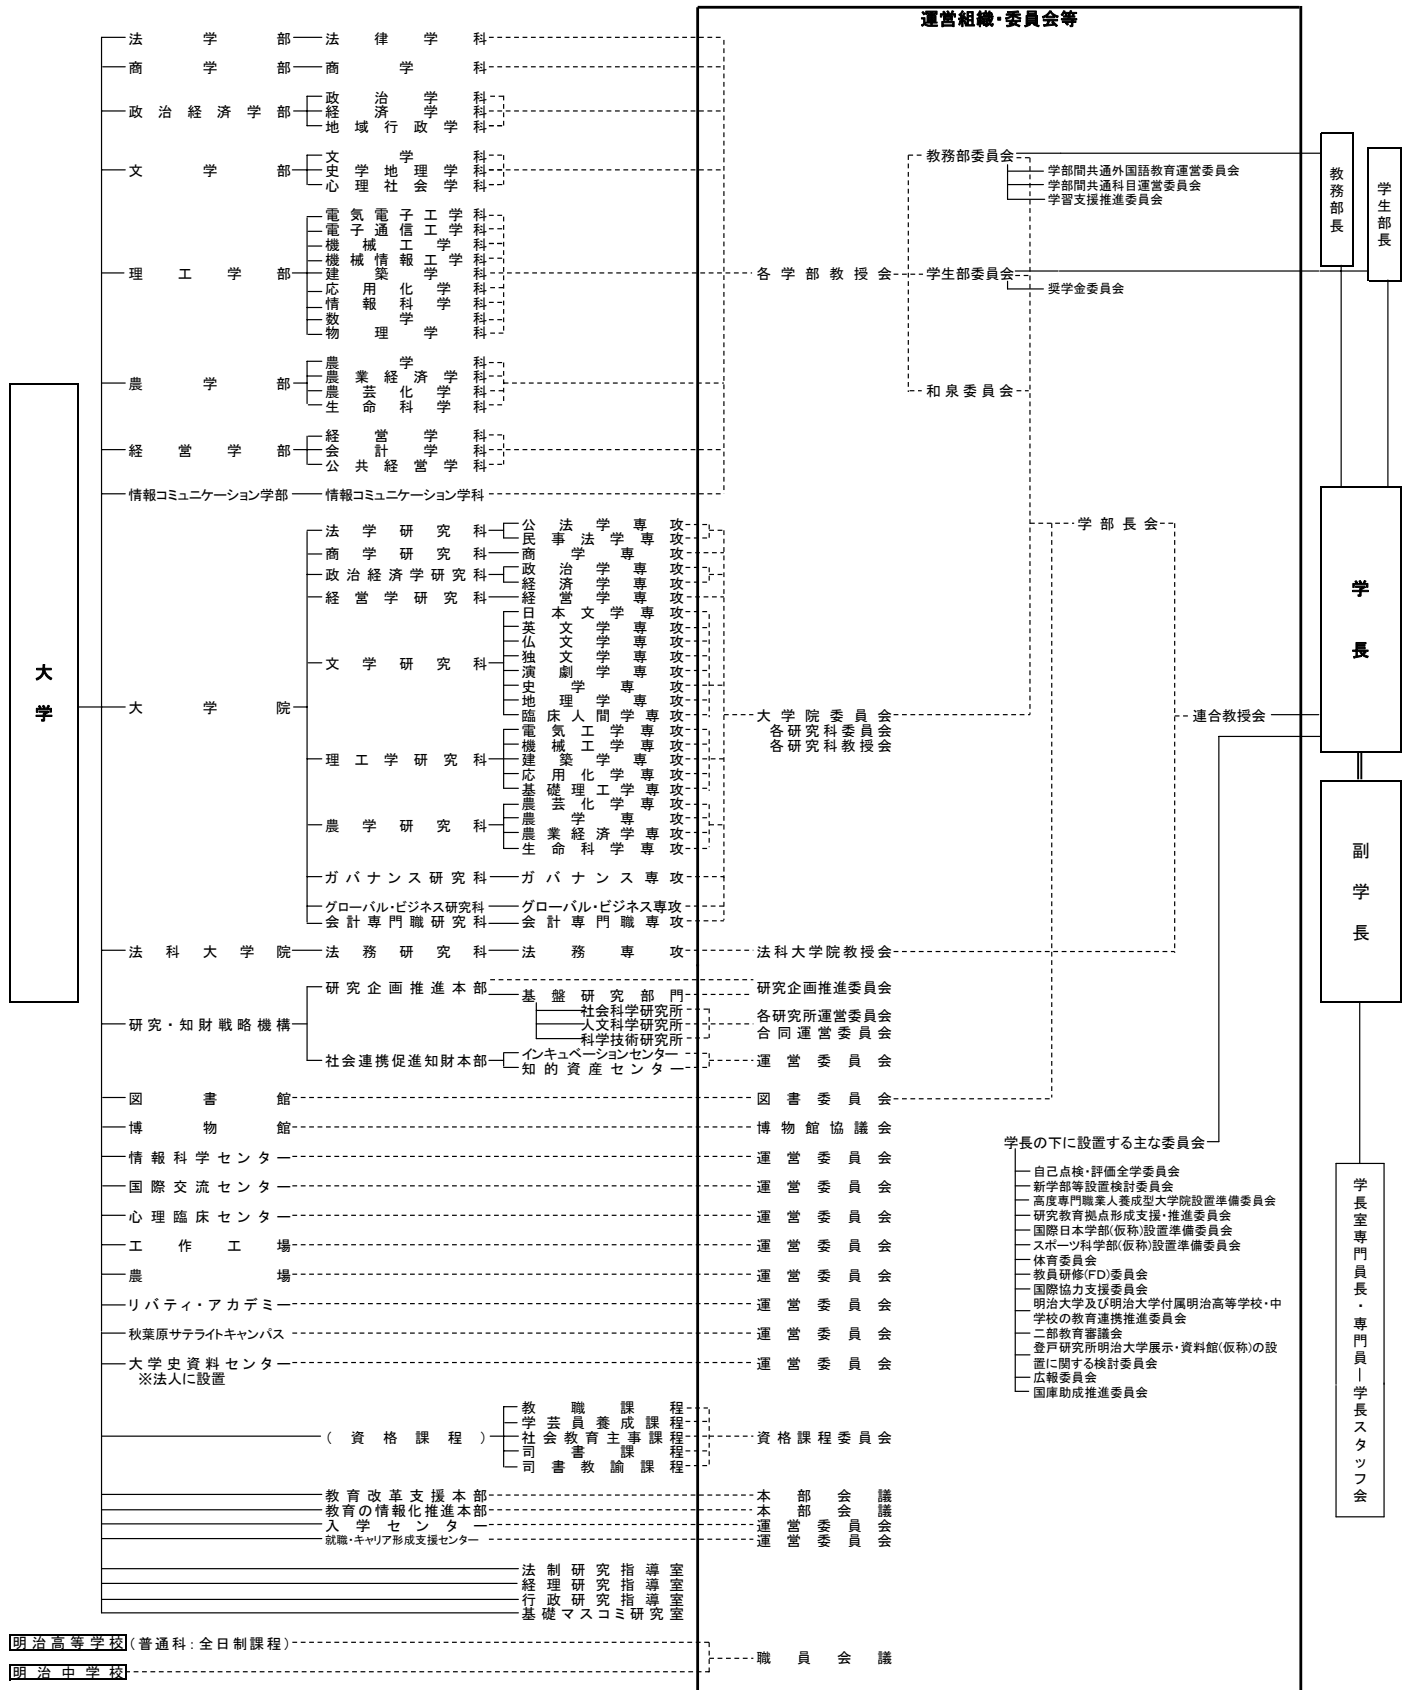 運営組織・委員会等
大学
法学部
法律学科
商学部
商学科
政治経済学部
政治学科
経済学科
地域行政学科
文学部
文学科
史学地理学科
心理社会学科
理工学部
電気電子工学科
電子通信工学科
機械工学科
機械情報工学科
建築学科
応用化学科
情報科学科
数学科
物理学科
農学部
農学科
農業経済学科
農芸化学科
生命科学科
経営学部
経営学科
会計学科
公共経営学科
情報コミュニケーション学部
情報コミュニケーション学科
大学院
法学研究科
公法学専攻
民事法学専攻
商学研究科
商学専攻
政治経済学研究科
政治学専攻
経済学専攻
経営学研究科
経営学専攻
文学研究科
日本文学専攻
英文学専攻
仏文学専攻
独文学専攻
演劇学専攻
史学専攻
地理学専攻
臨床人間学専攻
理工学研究科
電気工学専攻
機械工学専攻
建築学専攻
応用化学専攻
基礎理工学専攻
農学研究科
農芸化学専攻
農学専攻
農業経済学専攻
生命科学専攻
ガバナンス研究科
ガバナンス専攻
グローバル・ビジネス研究科
グローバル・ビジネス専攻
会計専門職研究科
会計専門職専攻
法科大学院
法務研究科
法務専攻
研究・知財戦略機構
研究企画推進本部
基盤研究部門
社会科学研究所
人文科学研究所
科学技術研究所
社会連携促進知財本部
インキュベーションセンター
知的資産センター
図書館
博物館
情報科学センター
国際交流センター
心理臨床センター
工作工場
農場
リバティ・アカデミー
秋葉原サテライトキャンパス
大学史資料センター
※法人に設置
(資格課程)
教職課程
学芸員養成課程
社会教育主事課程
司書課程
司書教諭課程
教育改革支援本部
教育の情報化推進本部
入学センター
就職・キャリア形成支援センター
法制研究指導室
経理研究指導室
行政研究指導室
基礎マスコミ研究室
明治高等学校(普通科:全日制課程)
明治中学校
各学部教授会
大学院委員会
各研究科委員会
各研究科教授会
法科大学院教授会
研究企画推進委員会
各研究所運営委員会
合同運営委員会
運営委員会
図書委員会
博物館協議会
運営委員会
運営委員会
運営委員会
運営委員会
運営委員会
運営委員会
運営委員会
運営委員会
資格課程委員会
本部会議
本部会議
運営委員会
運営委員会
職員会議
教務部委員会
学部間共通外国語教育運営委員会
学部間共通科目運営委員会
学習支援推進委員会
学生部委員会
奨学金委員会
和泉委員会
学部長会
連合教授会
学長の下に設置する主な委員会
自己点検・評価全学委員会
新学部等設置検討委員会
高度専門職業人養成型大学院設置準備委員会
研究教育拠点形成支援・推進委員会
国際日本学部(仮称)設置準備委員会
スポーツ科学部(仮称)設置準備委員会
体育委員会
教員研修(FD)委員会
国際協力支援委員会
明治大学及び明治大学付属明治高等学校・中
学校の教育連携推進委員会
二部教育審議会
登戸研究所明治大学展示・資料館(仮称)の設
置に関する検討委員会
広報委員会
国庫助成推進委員会
教務部長
学生部長
学長
副学長
学長室専門員長・専門員―学長スタッフ会